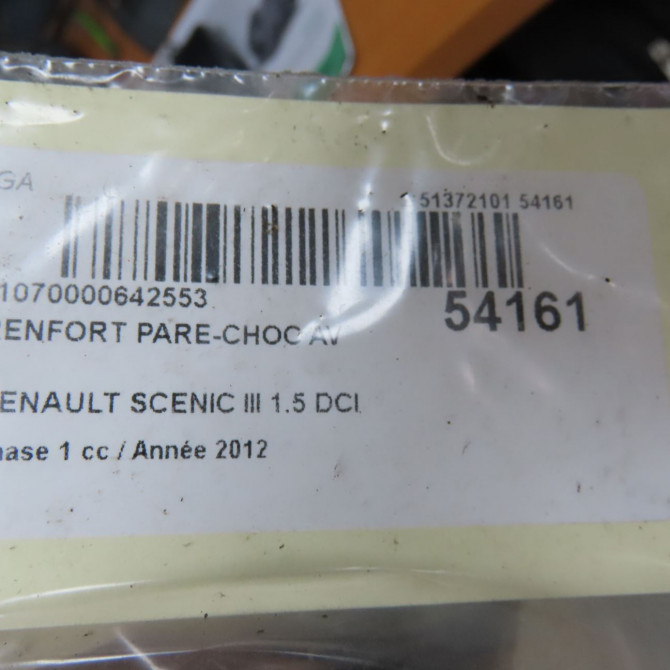 GA
51372101 54161
1070000642553
54161
RENFORT PARE-CHOC AV
ENAULT SCENIC III 1.5 DCI
hase 1 cc / Année 2012